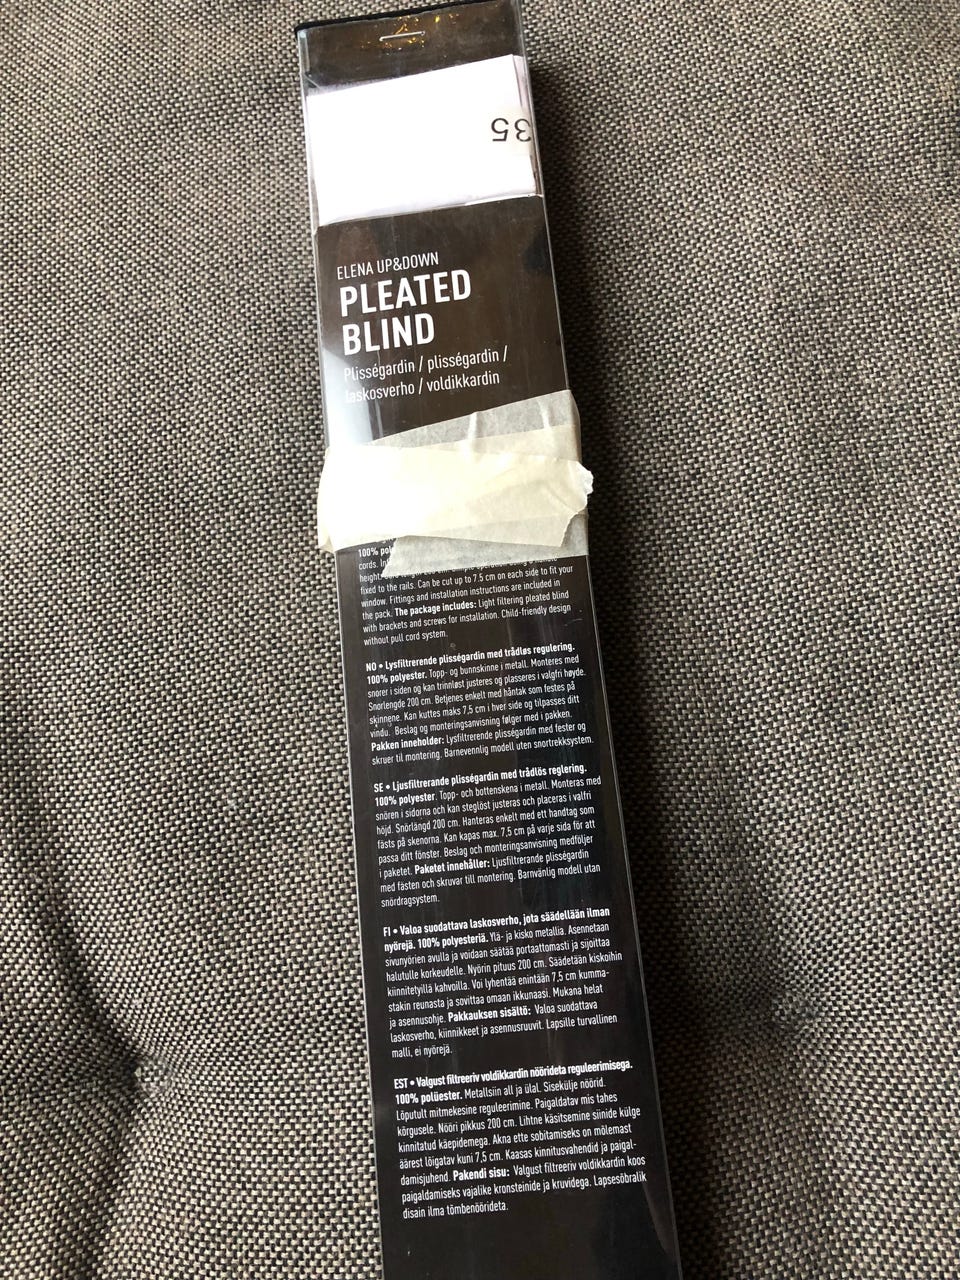 35
ELENA UP&DOWN
PLEATED
BLIND
Plisségardin / plisségardin /
laskosverho / voldikkardin
100%
cords.
height.
fixed to the rails. Can be cut up to 7.5 cm on each side to fit your
window. Fittings and installation instructions are included in
the pack. The package includes: Light filtering pleated blind
with brackets and screws for installation. Child-friendly design
without pull cord system.
NO • Lysfiltrerende plisségardin med trådløs regulering.
100% polyester. Topp- og bunnskinne i metall. Monteres med
snorer i siden og kan trinnløst justeres og plasseres i valgfri høyde.
Snorlengde 200 cm. Betjenes enkelt med håntak som festes på
skinnene. Kan kuttes maks 7,5 cm i hver side og tilpasses ditt
vindu. Beslag og monteringsanvisning følger med i pakken.
Pakken inneholder: Lysfiltrerende plisségardin med fester og
skruer til montering. Barnevennlig modell uten snortrekksystem.
SE • Ljusfiltrerande plisségardin med trådlös reglering.
100% polyester. Topp- och bottenskena i metall. Monteras med
snören i sidorna och kan steglöst justeras och placeras i valfri
höjd. Snörlängd 200 cm. Hanteras enkelt med ett handtag som
fästs på skenorna. Kan kapas max. 7,5 cm på varje sida för att
passa ditt fönster. Beslag och monteringsanvisning medföljer
i paketet. Paketet innehåller: Ljusfiltrerande plisségardin
med fästen och skruvar till montering. Barnvänlig modell utan
snördragsystem.
FI • Valoa suodattava laskosverho, jota säädellään ilman
nyörejä. 100% polyesteriä. Ylä- ja kisko metallia. Asennetaan
sivunyörien avulla ja voidaan säätää portaattomasti ja sijoittaa
halutulle korkeudelle. Nyörin pituus 200 cm. Säädetään kiskoihin
kiinnitetyillä kahvoilla. Voi lyhentää enintään 7,5 cm kumma-
stakin reunasta ja sovittaa omaan ikkunaasi. Mukana helat
ja asennusohje. Pakkauksen sisältö: Valoa suodattava
laskosverho, kiinnikkeet ja asennusruuvit. Lapsille turvallinen
malli, ei nyörejä.
EST • Valgust filtreeriv voldikkardin nöörideta reguleerimisega.
100% polüester. Metallsiin all ja ülal. Sisekülje nöörid.
Lõputult mitmekesine reguleerimine. Paigaldatav mis tahes
kõrgusele. Nööri pikkus 200 cm. Lihtne käsitsemine siinide külge
kinnitatud käepidemega. Akna ette sobitamiseks on mõlemast
äärest lõigatav kuni 7,5 cm. Kaasas kinnitusvahendid ja paigal-
damisjuhend. Pakendi sisu: Valgust filtreeriv voldikkardin koos
paigaldamiseks vajalike kronsteinide ja kruvidega. Lapsesõbralik
disain ilma tõmbenöörideta.